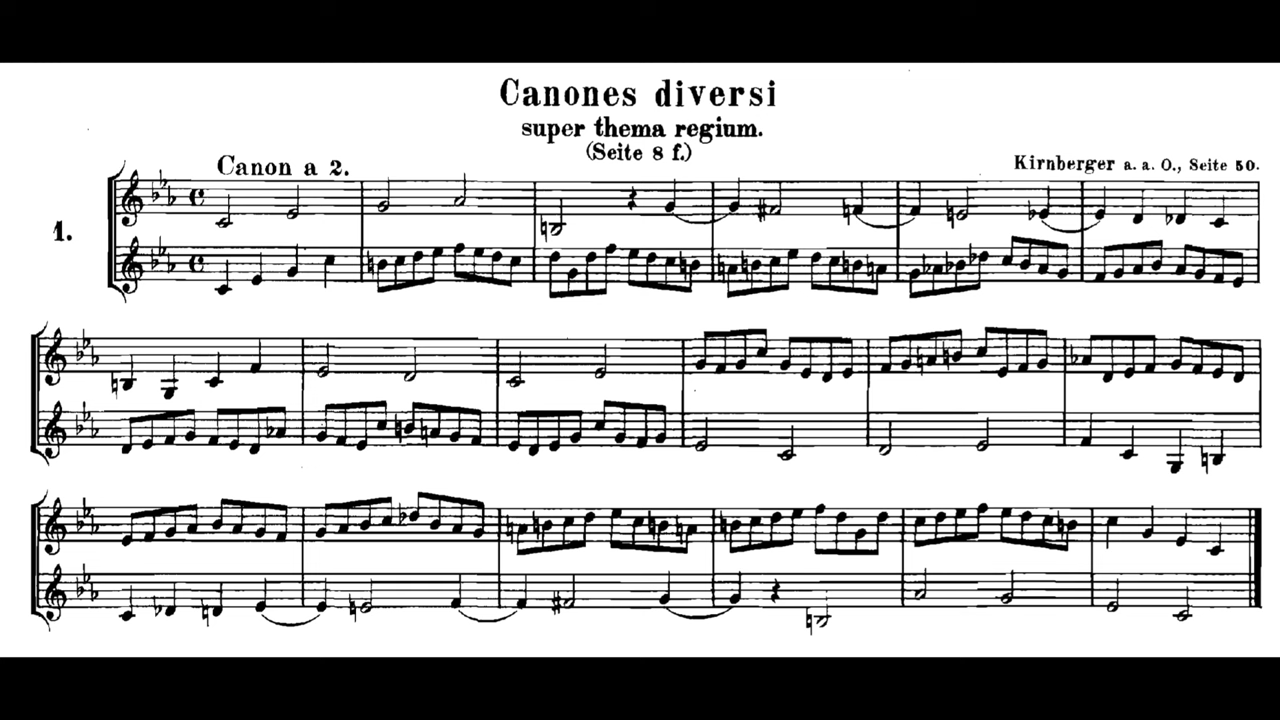 Canones diversi
super thema regium.
(Seite 8 f.)
Canon a 2.
Kirnberger a. a. O., Seite 50.
1.